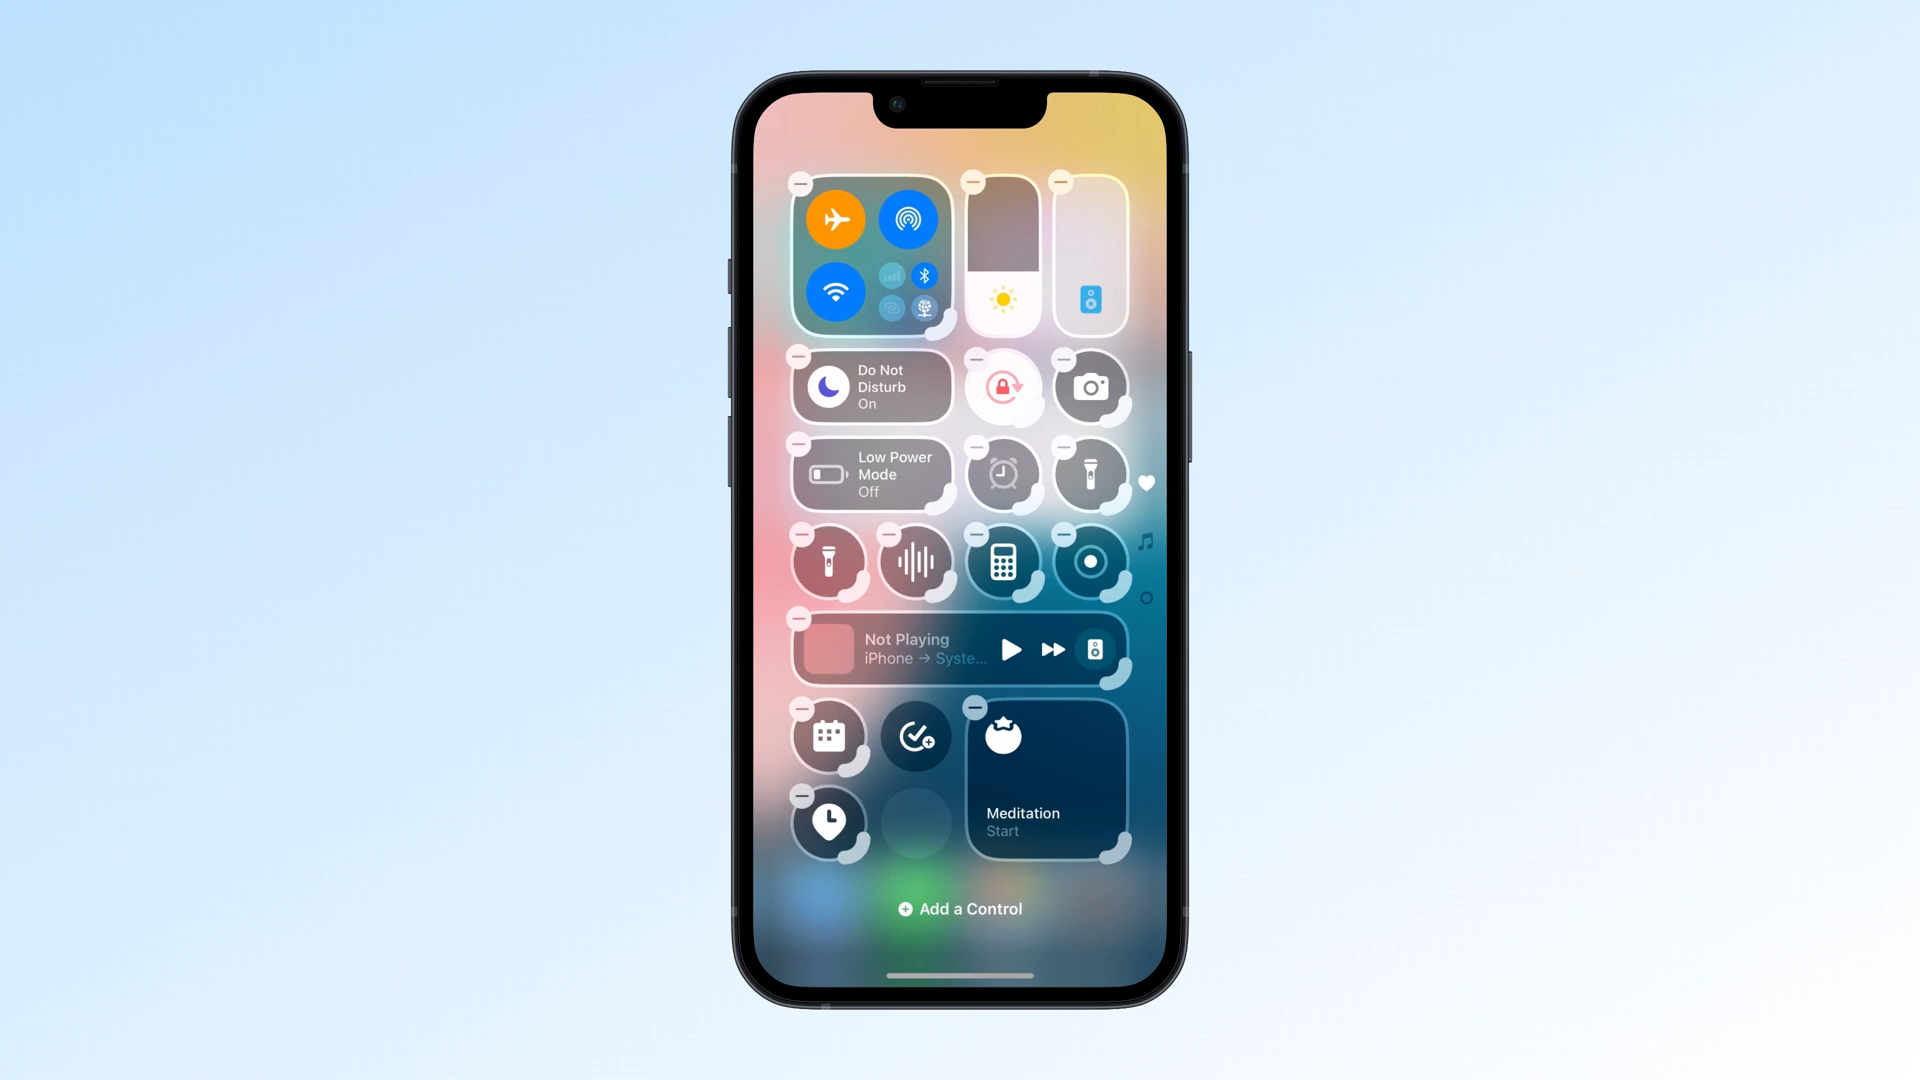 Do Not
Disturb
On
Low Power
Mode
Off
Not Playing
iPhone → Syste...
Meditation
Start
Add a Control